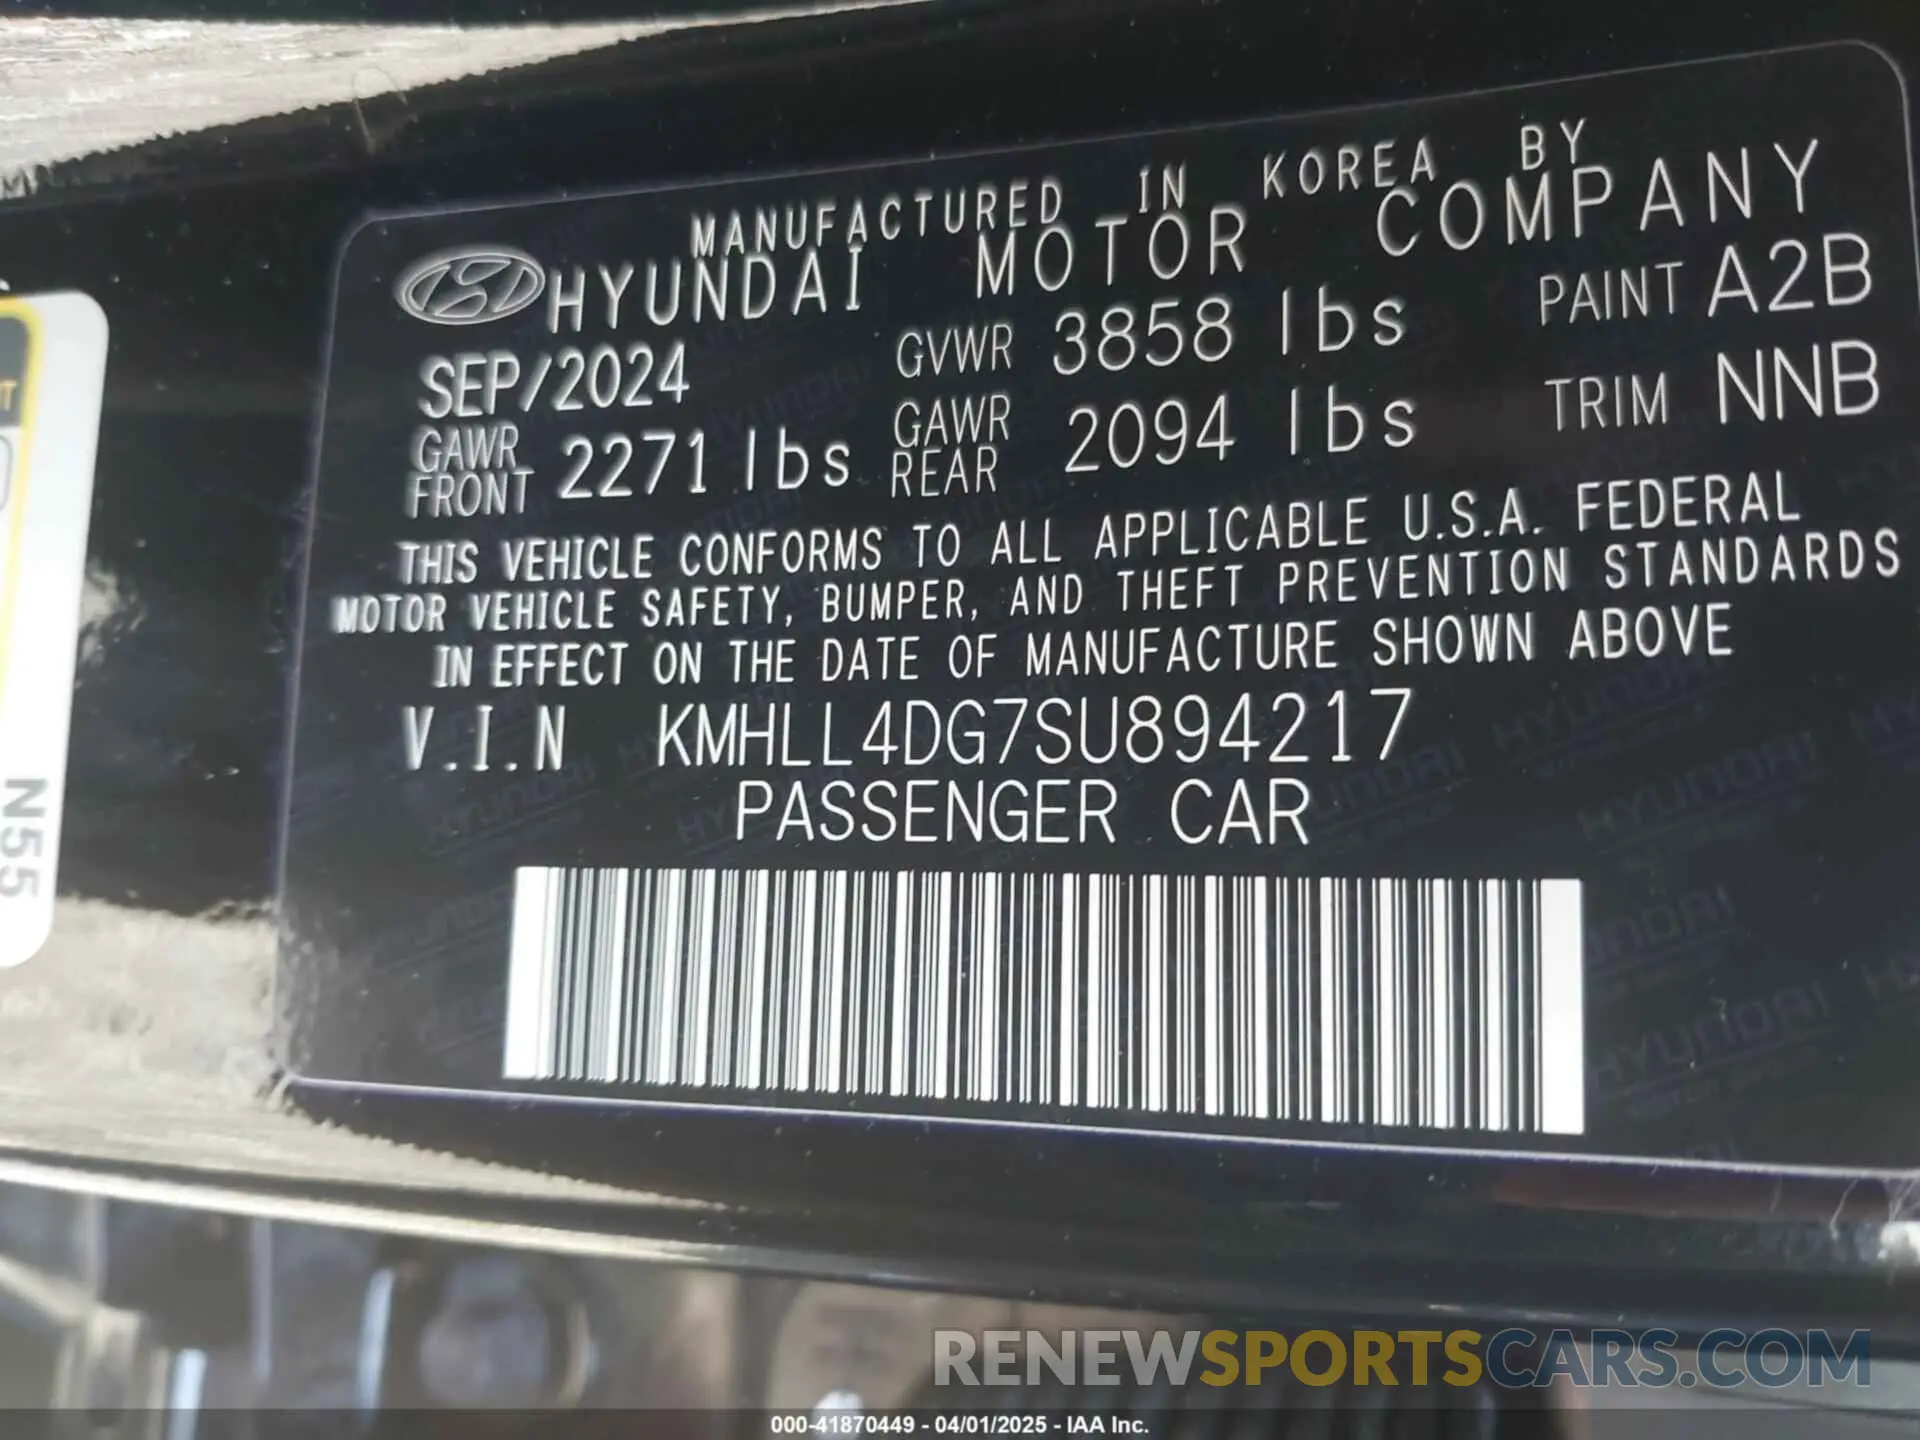 MANUFACTURED IN KOREA BY
HYUNDAI MOTOR COMPANY
SEP/2024 GVWR 3858 lbs PAINT A2B
GAWR FRONT 2271 lbs GAWR REAR 2094 lbs TRIM NNB
THIS VEHICLE CONFORMS TO ALL APPLICABLE U.S.A. FEDERAL
MOTOR VEHICLE SAFETY, BUMPER, AND THEFT PREVENTION STANDARDS
IN EFFECT ON THE DATE OF MANUFACTURE SHOWN ABOVE
V.I.N KMHLL4DG7SU894217
PASSENGER CAR
N55
RENEWSPORTSCARS.COM
000-41870449 - 04/01/2025 - IAA Inc.